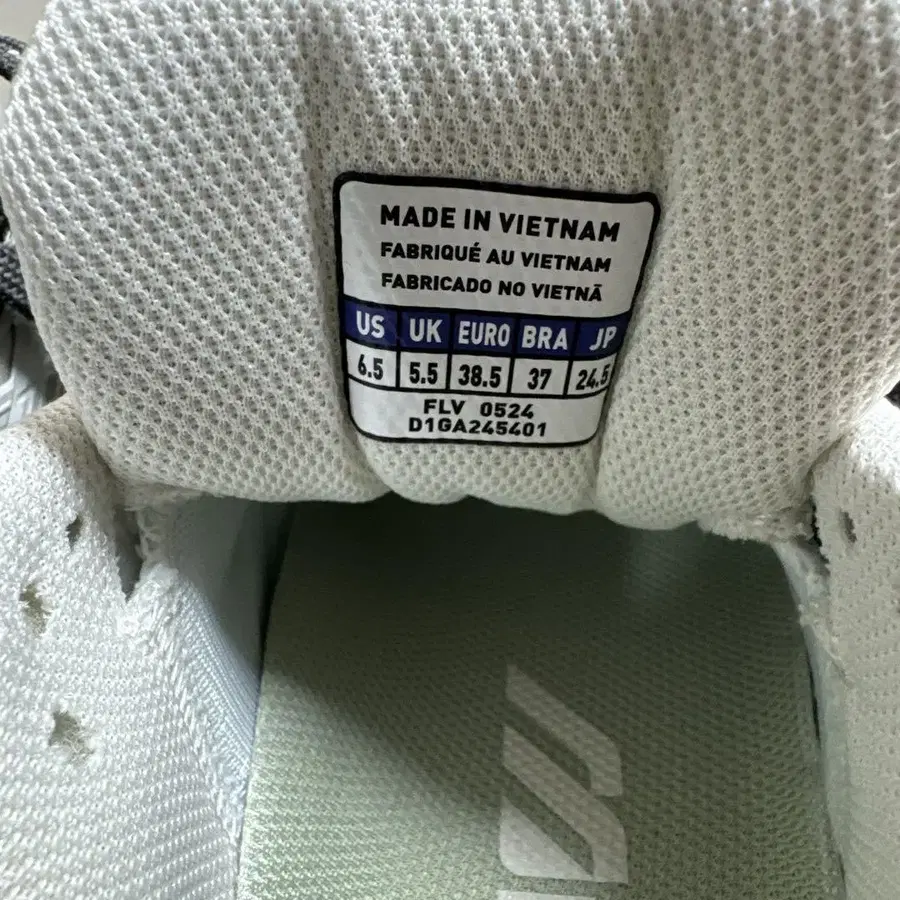 MADE IN VIETNAM
FABRIQUÉ AU VIETNAM
FABRICADO NO VIETNÃ
US UK EURO BRA JP
6.5 5.5 38.5 37 24.5
FLV 0524
D1GA245401